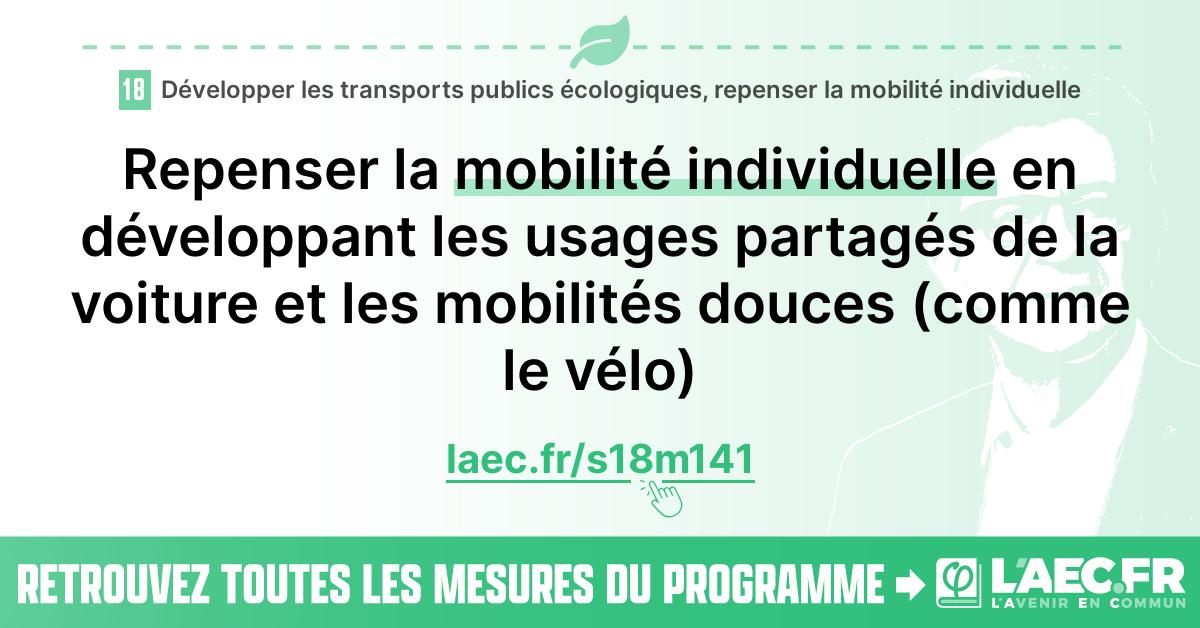 18 Développer les transports publics écologiques, repenser la mobilité individuelle
Repenser la mobilité individuelle en
développant les usages partagés de la
voiture et les mobilités douces (comme
le vélo)
laec.fr/s18m141
RETROUVEZ TOUTES LES MESURES DU PROGRAMME φ L'AEC.FR
L'AVENIR EN COMMUN